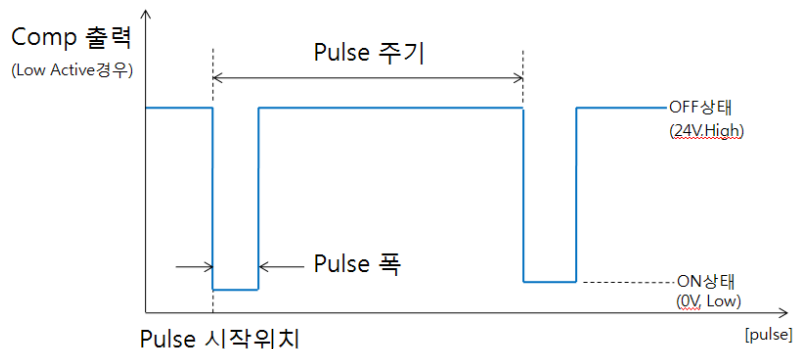 Comp 출력
(Low Active경우)
Pulse 주기
OFF상태
(24V.High)
Pulse 폭
ON상태
(0V, Low)
Pulse 시작위치
[pulse]